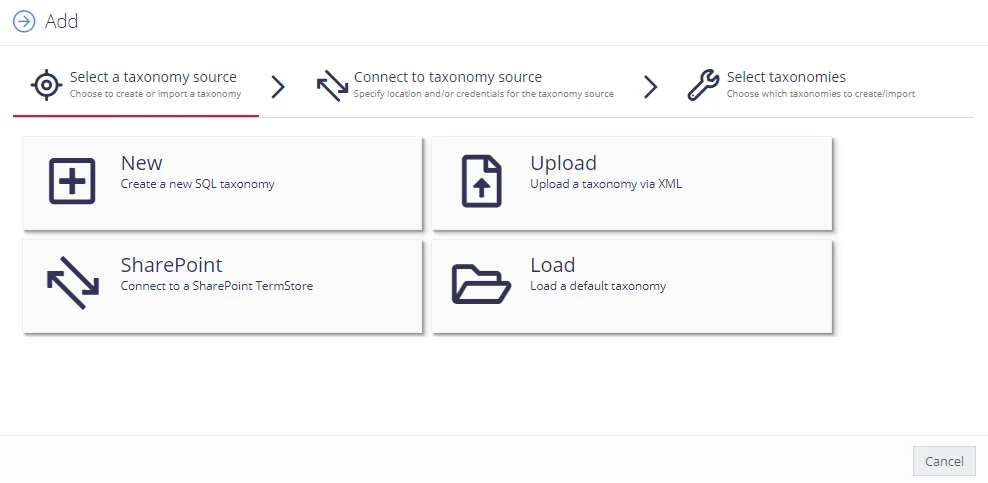 Add
Select a taxonomy source
Choose to create or import a taxonomy
Connect to taxonomy source
Specify location and/or credentials for the taxonomy source
Select taxonomies
Choose which taxonomies to create/import
New
Create a new SQL taxonomy
Upload
Upload a taxonomy via XML
SharePoint
Connect to a SharePoint TermStore
Load
Load a default taxonomy
Cancel